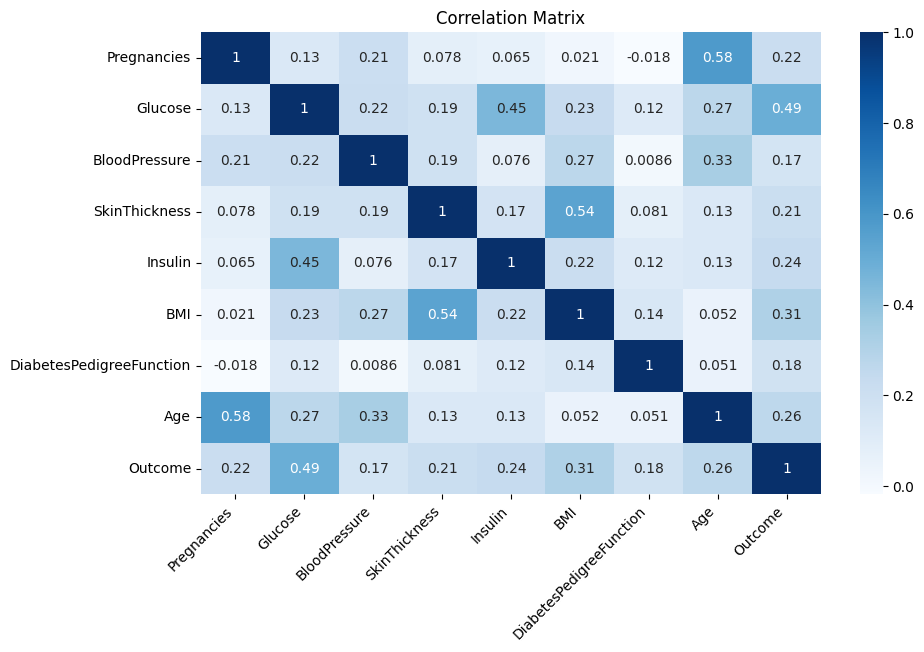 Correlation Matrix
Pregnancies 1 0.13 0.21 0.078 0.065 0.021 -0.018 0.58 0.22
Glucose 0.13 1 0.22 0.19 0.45 0.23 0.12 0.27 0.49
BloodPressure 0.21 0.22 1 0.19 0.076 0.27 0.0086 0.33 0.17
SkinThickness 0.078 0.19 0.19 1 0.17 0.54 0.081 0.13 0.21
Insulin 0.065 0.45 0.076 0.17 1 0.22 0.12 0.13 0.24
BMI 0.021 0.23 0.27 0.54 0.22 1 0.14 0.052 0.31
DiabetesPedigreeFunction -0.018 0.12 0.0086 0.081 0.12 0.14 1 0.051 0.18
Age 0.58 0.27 0.33 0.13 0.13 0.052 0.051 1 0.26
Outcome 0.22 0.49 0.17 0.21 0.24 0.31 0.18 0.26 1
Pregnancies Glucose BloodPressure SkinThickness Insulin BMI DiabetesPedigreeFunction Age Outcome
1.0
0.8
0.6
0.4
0.2
0.0